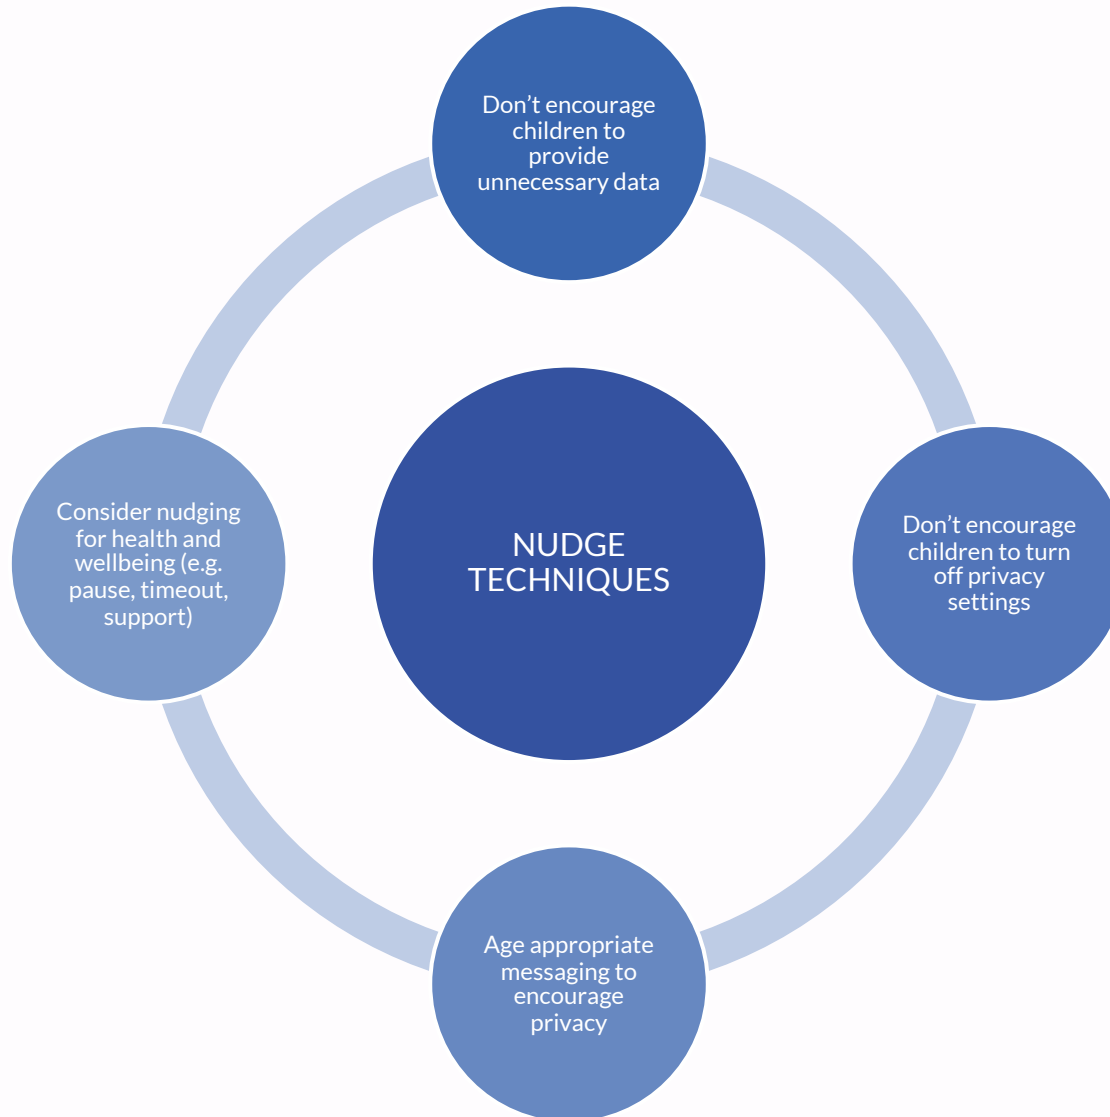 Don’t encourage
children to
provide
unnecessary data
Consider nudging
for health and
wellbeing (e.g.
pause, timeout,
support)
NUDGE
TECHNIQUES
Don’t encourage
children to turn
off privacy
settings
Age appropriate
messaging to
encourage
privacy